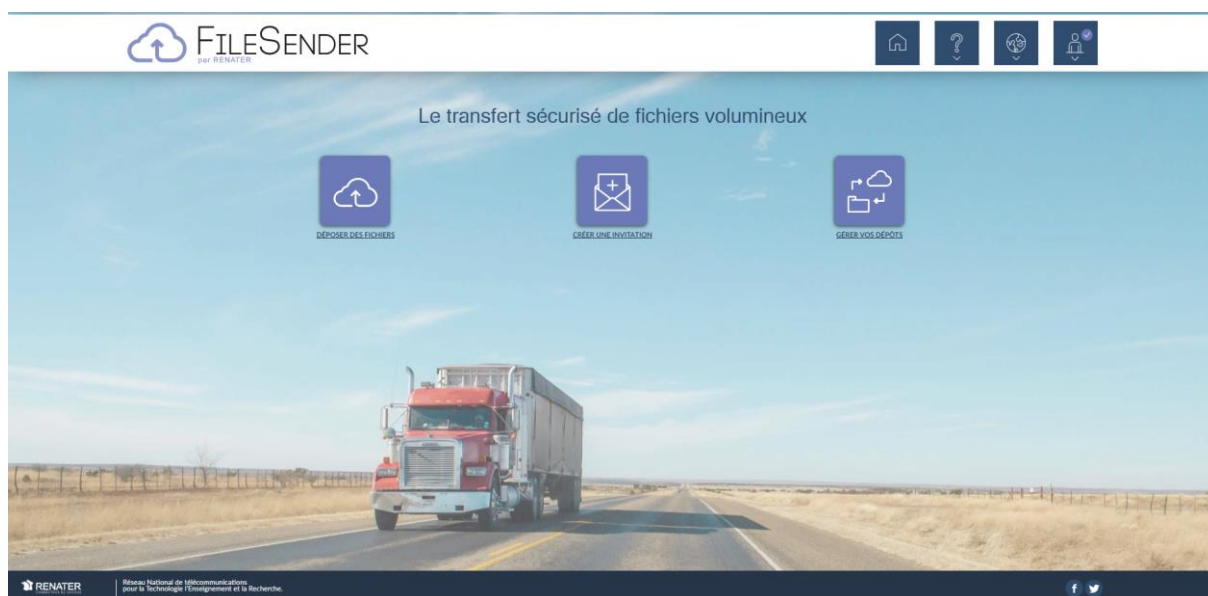 FILESENDER
par RENATER
?
Le transfert sécurisé de fichiers volumineux
DÉPOSER DES FICHIERS
CRÉER UNE INVITATION
GÉRER VOS DÉPÔTS
RENATER
Réseau National de télécommunications
pour la Technologie l'Enseignement et la Recherche.